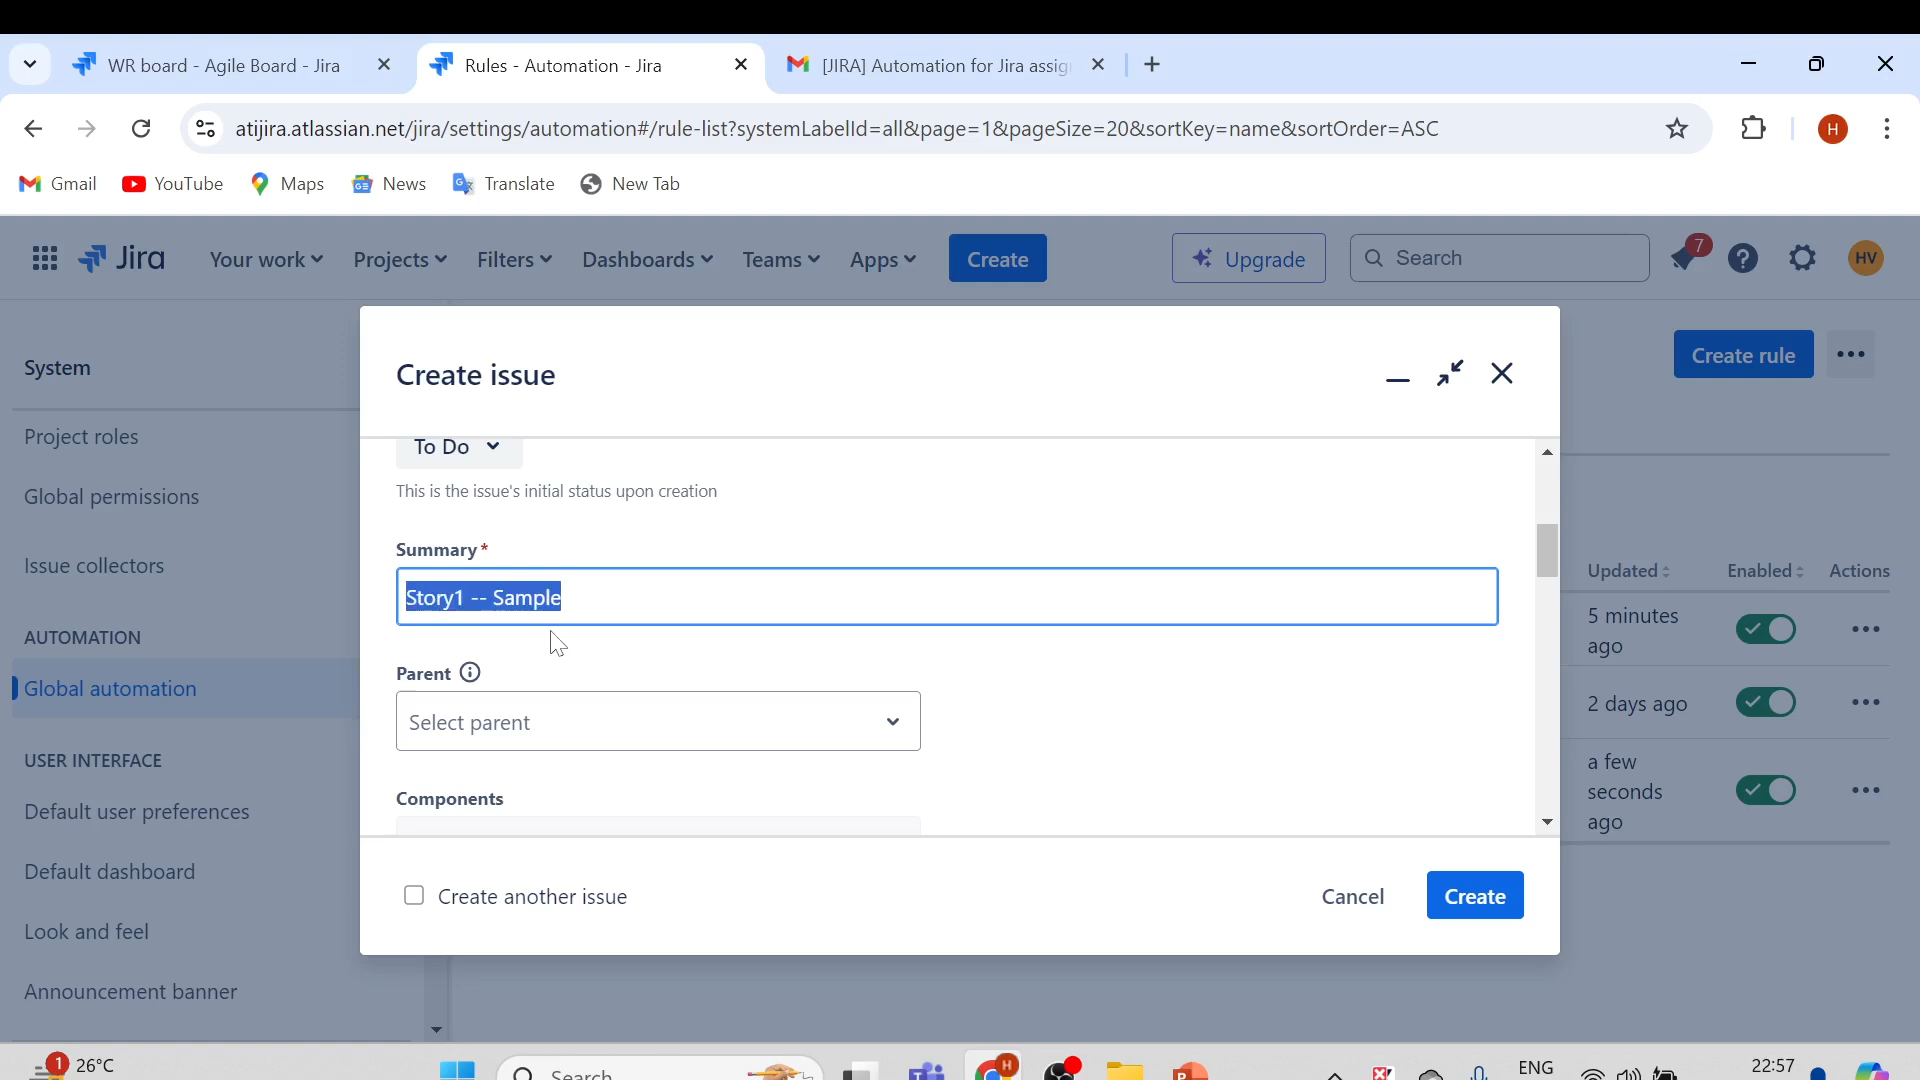 WR board - Agile Board - Jira
Rules - Automation - Jira
[JIRA] Automation for Jira assig
atijira.atlassian.net/jira/settings/automation#/rule-list?systemLabelId=all&page=1&pageSize=20&sortKey=name&sortOrder=ASC
H
Gmail
YouTube
Maps
News
Translate
New Tab
Jira
Your work
Projects
Filters
Dashboards
Teams
Apps
Create
Upgrade
Search
7
HV
System
Project roles
Global permissions
Issue collectors
AUTOMATION
Global automation
USER INTERFACE
Default user preferences
Default dashboard
Look and feel
Announcement banner
Create issue
To Do
This is the issue's initial status upon creation
Summary *
Story1 -- Sample
Parent
Select parent
Components
Create another issue
Cancel
Create
Create rule
Updated
Enabled
Actions
5 minutes
ago
2 days ago
a few
seconds
ago
1
26°C
Search
H
ENG
22:57